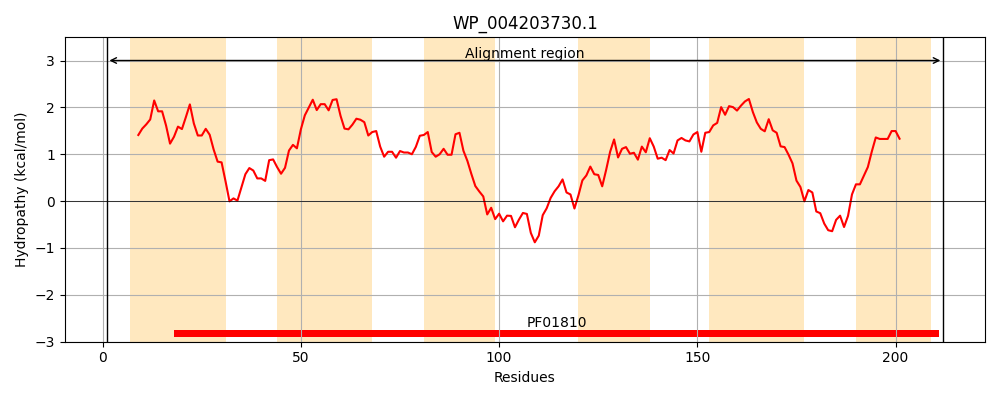 WP_004203730.1
Alignment region
3
2
1
0
−1
−2
−3
Hydropathy (kcal/mol)
PF01810
0 50 100 150 200
Residues